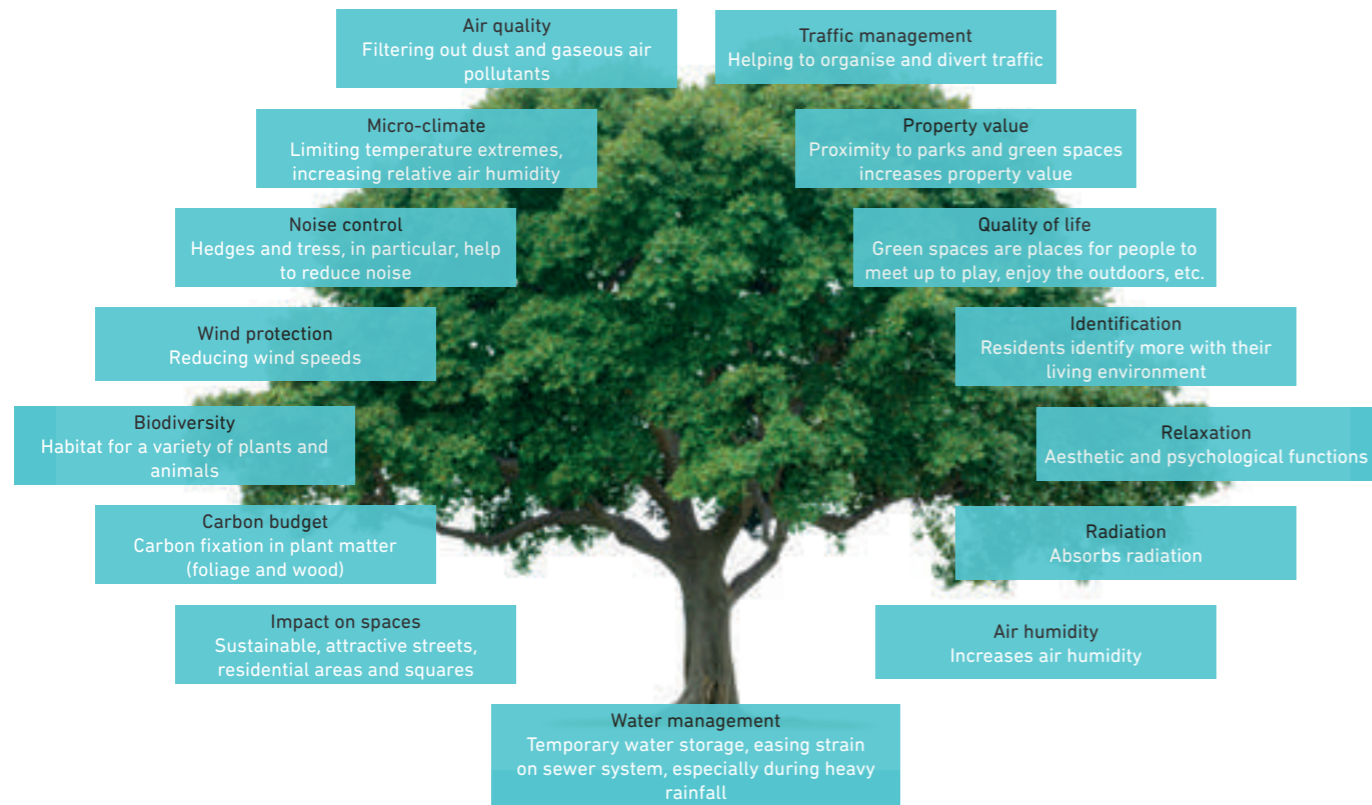 Air quality
Filtering out dust and gaseous air
pollutants
Traffic management
Helping to organise and divert traffic
Micro-climate
Limiting temperature extremes,
increasing relative air humidity
Property value
Proximity to parks and green spaces
increases property value
Noise control
Hedges and tress, in particular, help
to reduce noise
Quality of life
Green spaces are places for people to
meet up to play, enjoy the outdoors, etc.
Wind protection
Reducing wind speeds
Identification
Residents identify more with their
living environment
Biodiversity
Habitat for a variety of plants and
animals
Relaxation
Aesthetic and psychological functions
Carbon budget
Carbon fixation in plant matter
(foliage and wood)
Radiation
Absorbs radiation
Impact on spaces
Sustainable, attractive streets,
residential areas and squares
Air humidity
Increases air humidity
Water management
Temporary water storage, easing strain
on sewer system, especially during heavy
rainfall